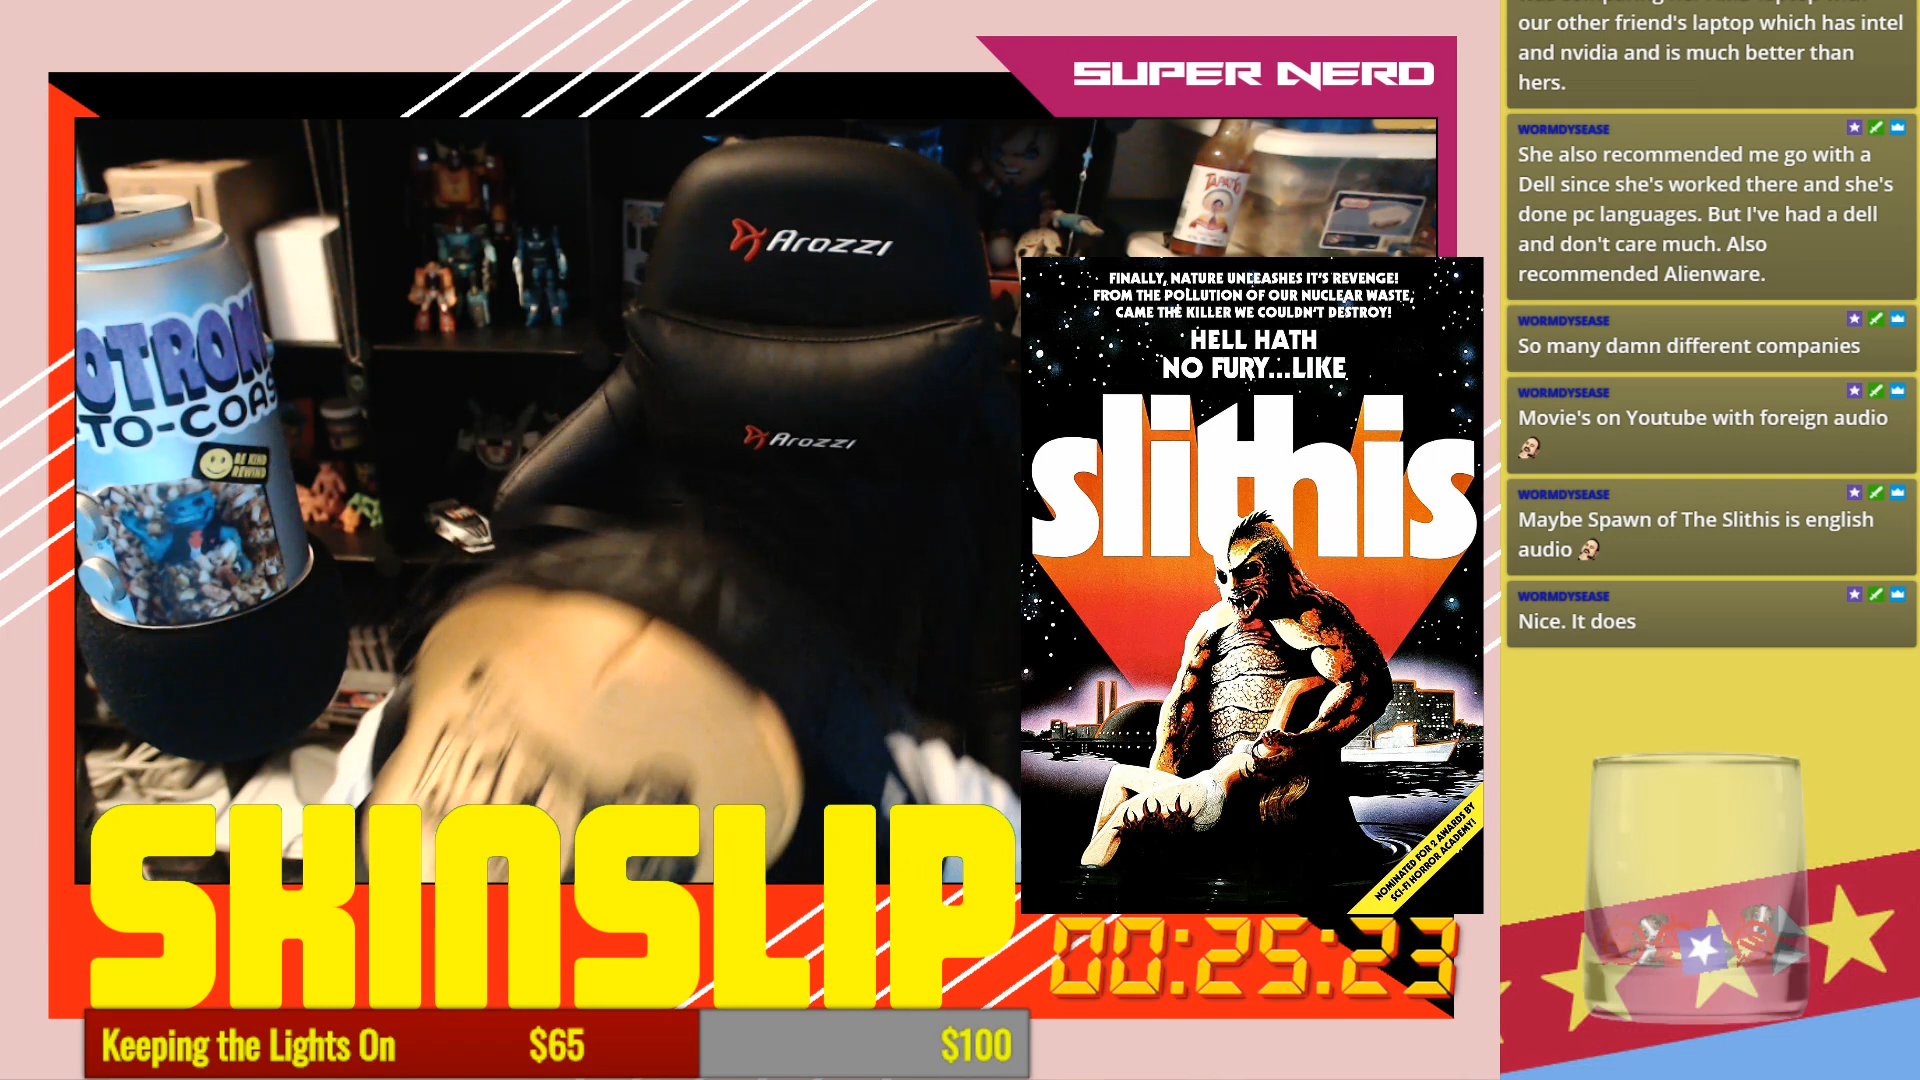 SUPER NERD
OTRON
-TO-COAS
BE KIND
REWIND
Arozzi
Arozzi
TAPATIO
FINALLY, NATURE UNLEASHES IT'S REVENGE!
FROM THE POLLUTION OF OUR NUCLEAR WASTE,
CAME THE KILLER WE COULDN'T DESTROY!
HELL HATH
NO FURY...LIKE
slithis
NOMINATED FOR 2 AWARDS BY
SCI-FI HORROR ACADEMY!
SKINSLIP
00:25:23
Keeping the Lights On $65 $100
our other friend's laptop which has intel
and nvidia and is much better than
hers.
WORMDYSEASE
She also recommended me go with a
Dell since she's worked there and she's
done pc languages. But I've had a dell
and don't care much. Also
recommended Alienware.
WORMDYSEASE
So many damn different companies
WORMDYSEASE
Movie's on Youtube with foreign audio
WORMDYSEASE
Maybe Spawn of The Slithis is english
audio
WORMDYSEASE
Nice. It does